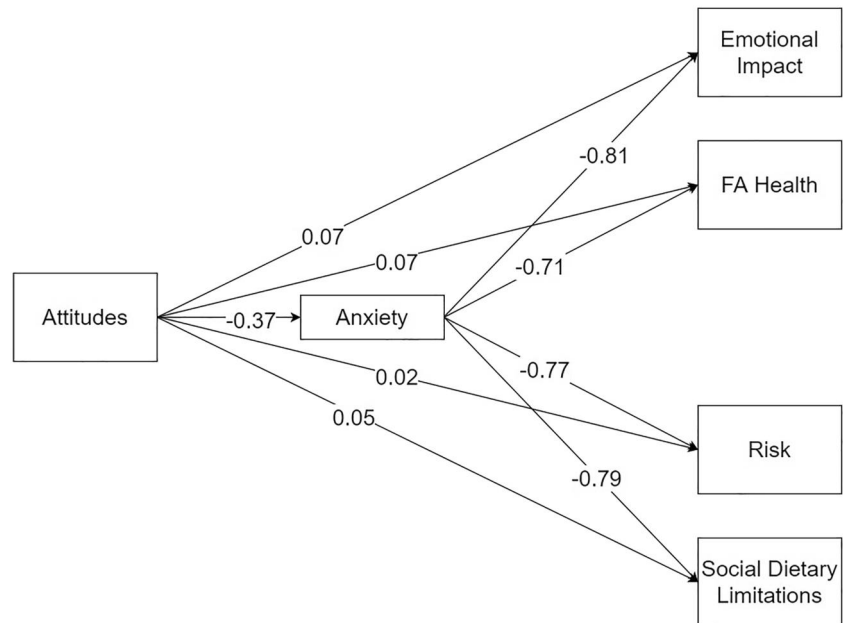 Emotional
Impact
-0.81
FA Health
0.07
0.07
-0.71
Attitudes
-0.37
Anxiety
0.02
-0.77
0.05
Risk
-0.79
Social Dietary
Limitations